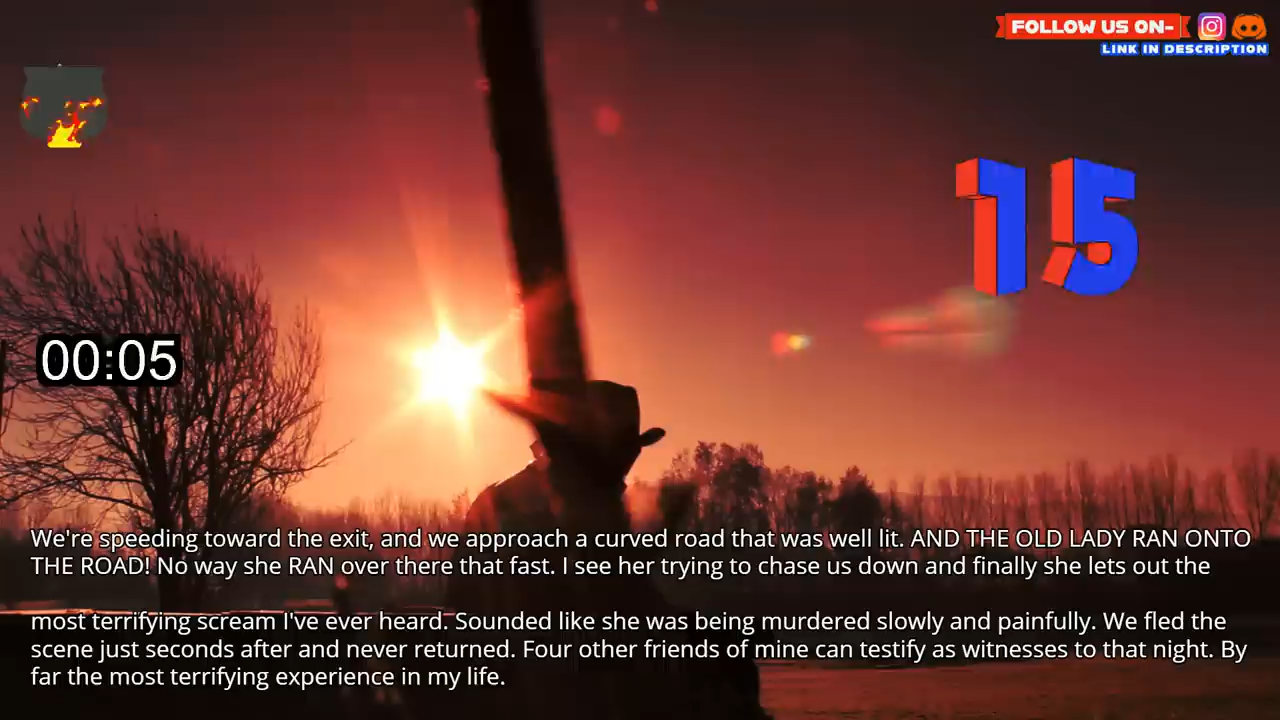 FOLLOW US ON-
LINK IN DESCRIPTION
15
00:05
We're speeding toward the exit, and we approach a curved road that was well lit. AND THE OLD LADY RAN ONTO
THE ROAD! No way she RAN over there that fast. I see her trying to chase us down and finally she lets out the
most terrifying scream I've ever heard. Sounded like she was being murdered slowly and painfully. We fled the
scene just seconds after and never returned. Four other friends of mine can testify as witnesses to that night. By
far the most terrifying experience in my life.